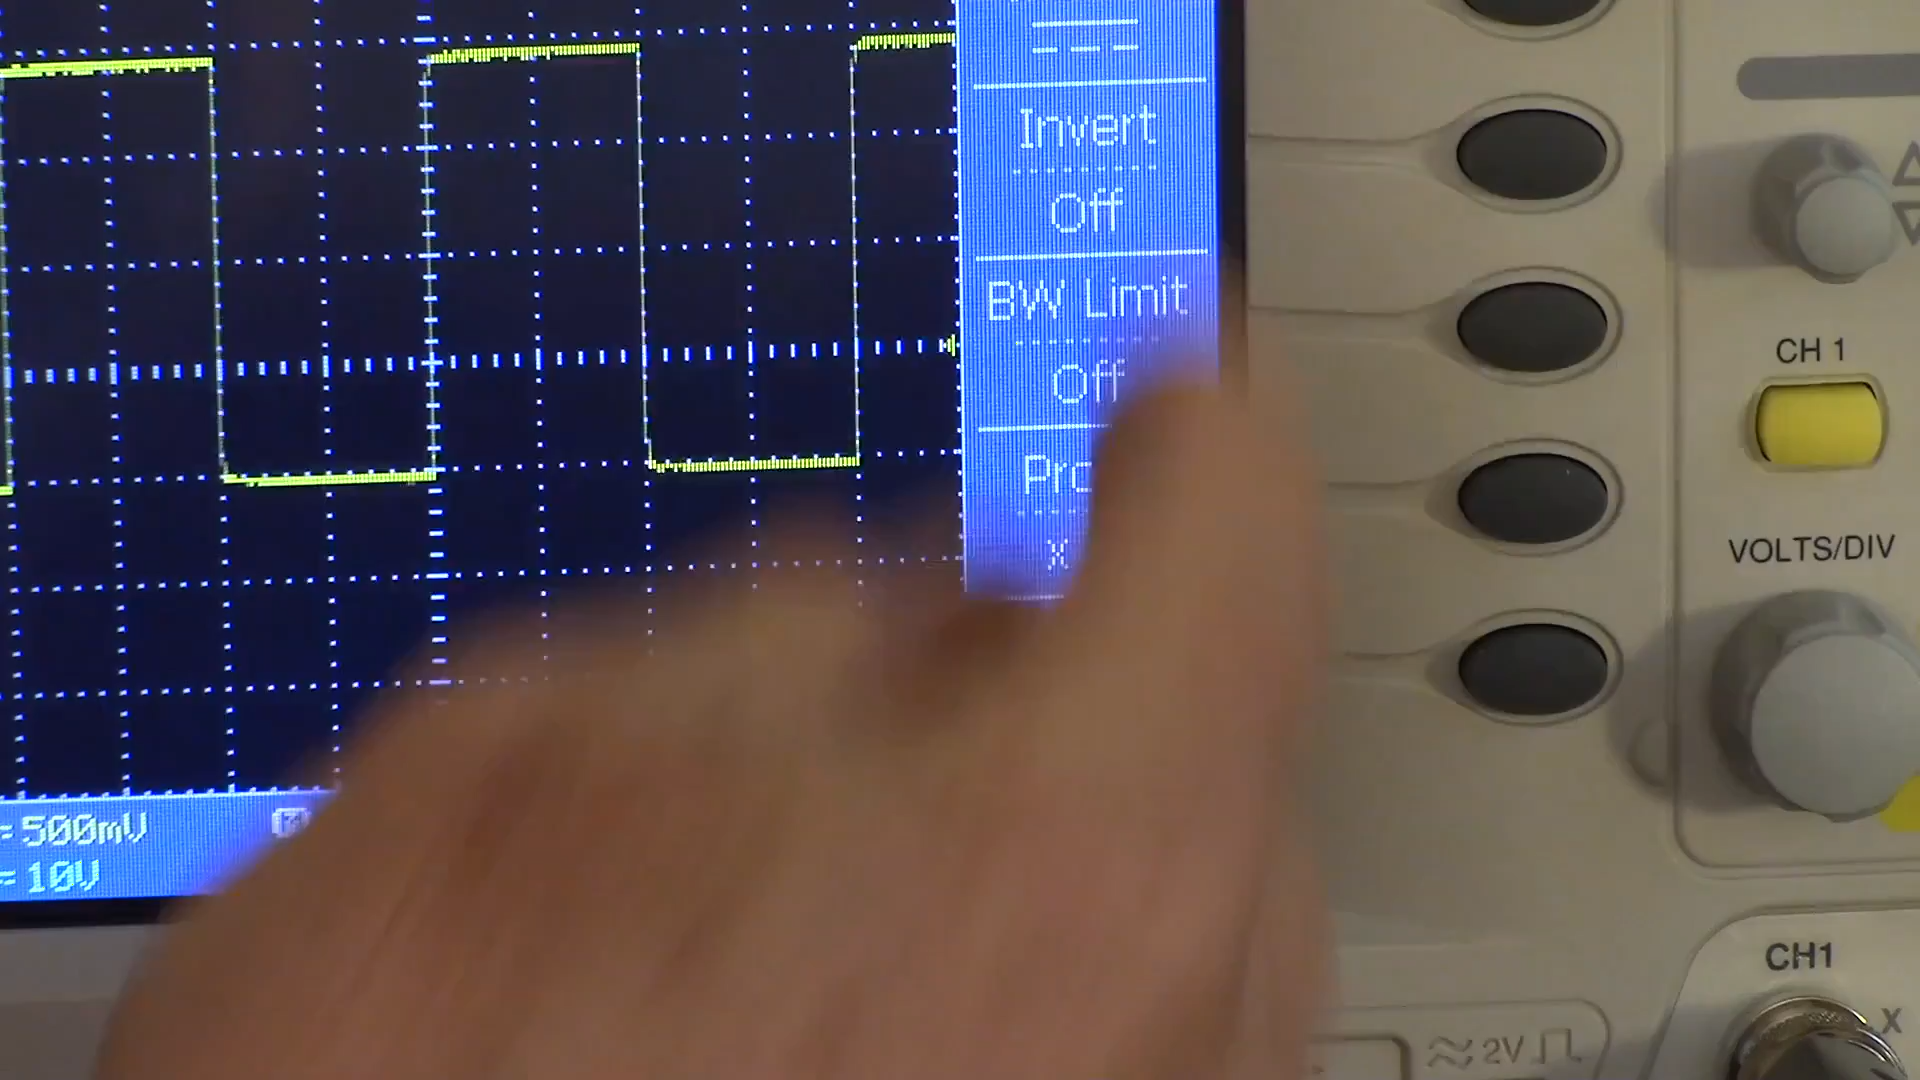 Invert
Off
BW Limit
Off
x
=500mV
=10V
CH 1
VOLTS/DIV
CH1
X
2V